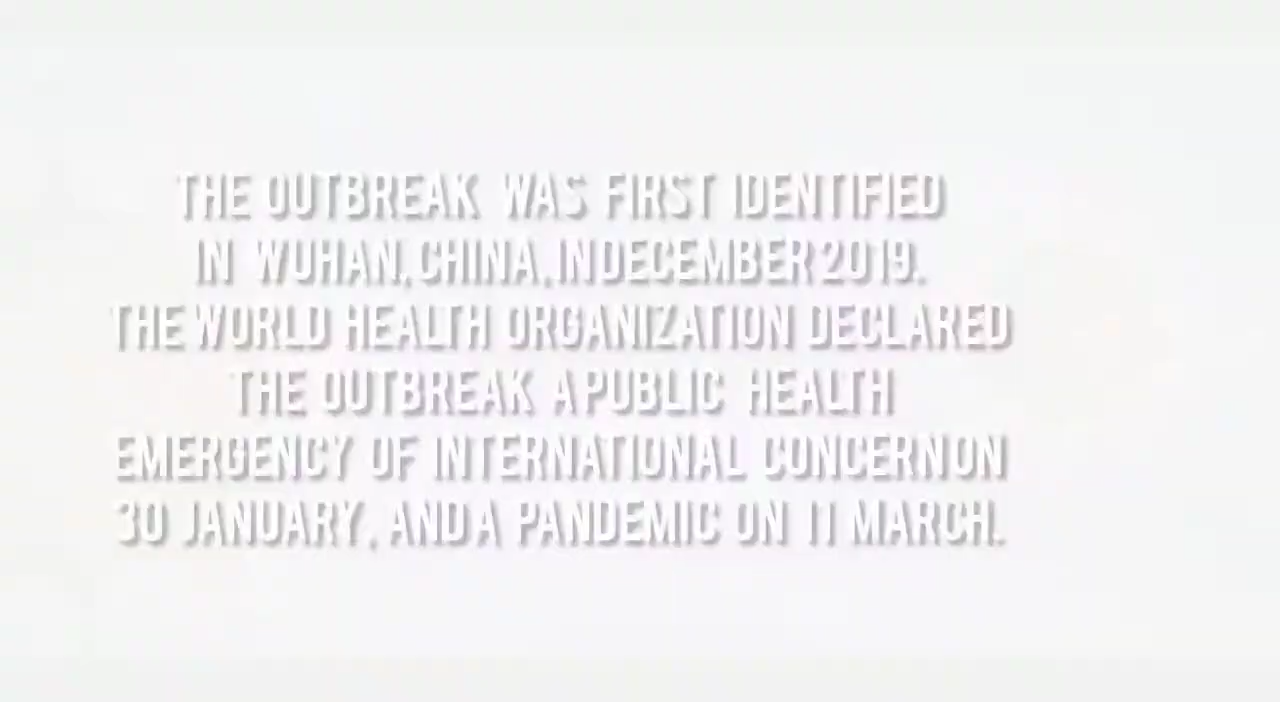 THE OUTBREAK WAS FIRST IDENTIFIED
IN WUHAN, CHINA, IN DECEMBER 2019.
THE WORLD HEALTH ORGANIZATION DECLARED
THE OUTBREAK A PUBLIC HEALTH
EMERGENCY OF INTERNATIONAL CONCERN ON
30 JANUARY, AND A PANDEMIC ON 11 MARCH.